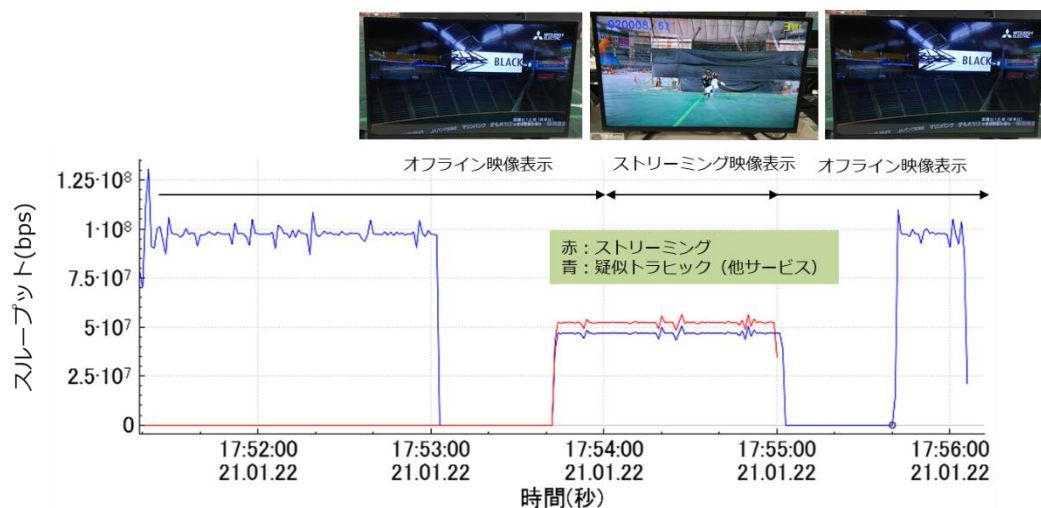 MITSUBISHI
ELECTRIC
BLACK
MITSUBISHI
ELECTRIC
BLACK
オフライン映像表示
ストリーミング映像表示
オフライン映像表示
スループット(bps)
1.25·10⁸
1·10⁸
7.5·10⁷
5·10⁷
2.5·10⁷
0
赤：ストリーミング
青：疑似トラヒック（他サービス）
17:52:00 17:53:00 17:54:00 17:55:00 17:56:00
21.01.22 21.01.22 21.01.22 21.01.22 21.01.22
時間(秒)